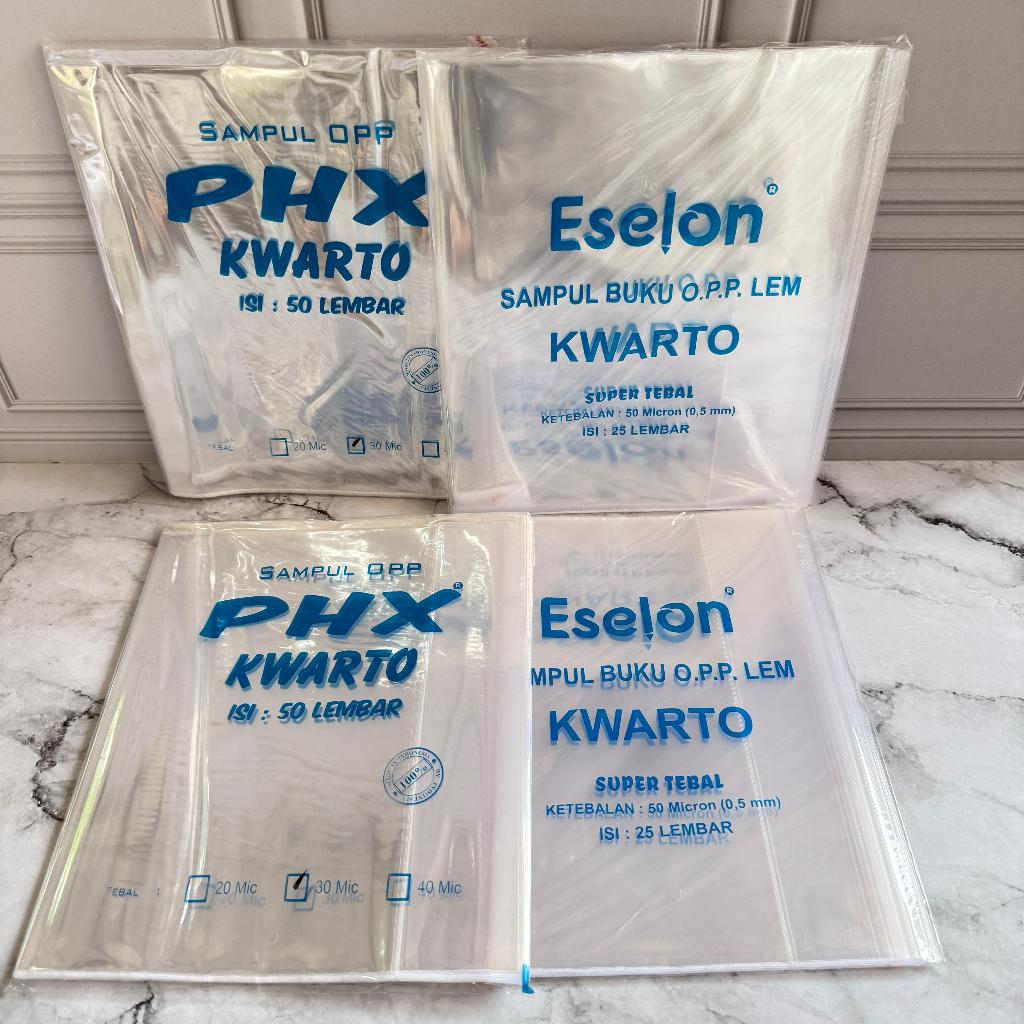 SAMPUL OPP
PHX
KWARTO
ISI : 50 LEMBAR
100%
TEBAL
20 Mic
30 Mic
Eselon®
SAMPUL BUKU O.P.P. LEM
KWARTO
SUPER TEBAL
KETEBALAN : 50 Micron (0,5 mm)
ISI : 25 LEMBAR
SAMPUL OPP
PHX®
KWARTO
ISI : 50 LEMBAR
100%
TEBAL : 20 Mic 30 Mic 40 Mic
Eselon®
MPUL BUKU O.P.P. LEM
KWARTO
SUPER TEBAL
KETEBALAN : 50 Micron (0,5 mm)
ISI : 25 LEMBAR